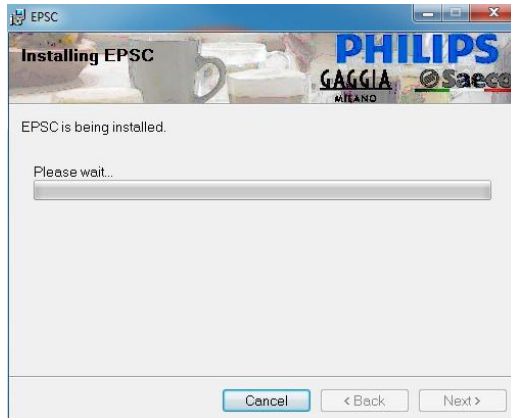 EPSC
Installing EPSC
PHILIPS
GAGGIA
MILANO
Saeco
EPSC is being installed.
Please wait...
Cancel
< Back
Next >